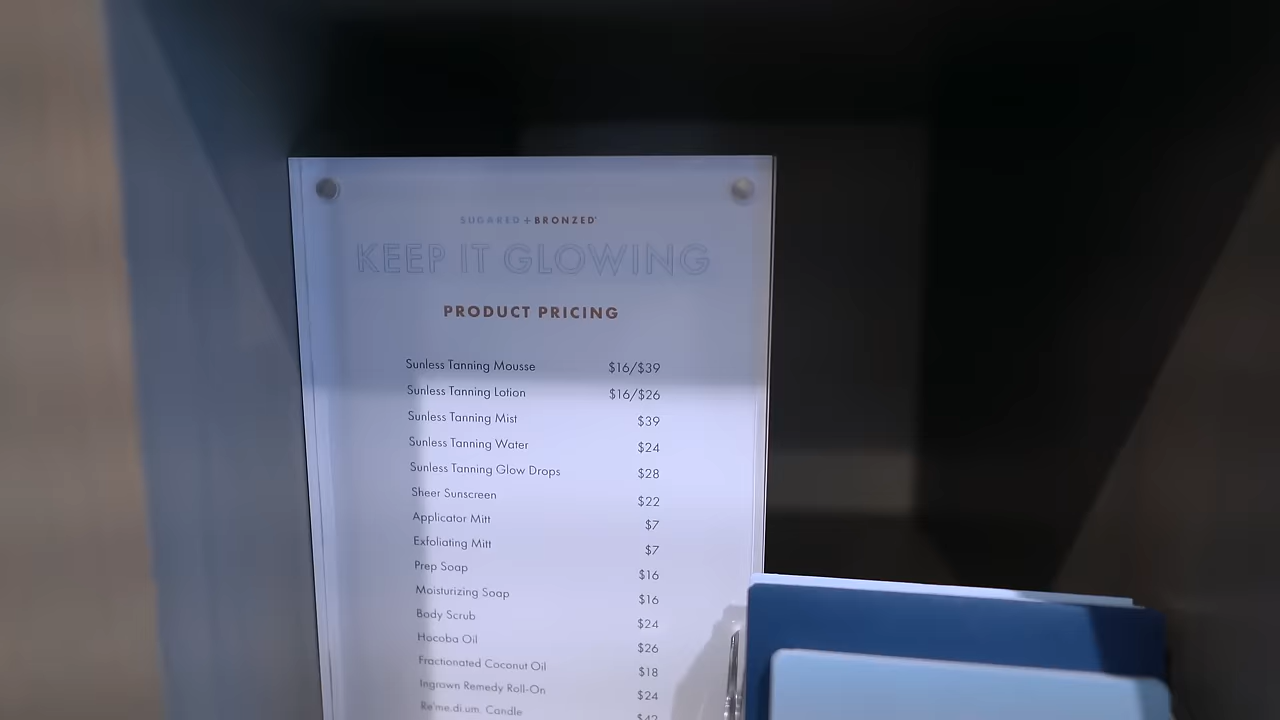 SUGARED + BRONZED
KEEP IT GLOWING
PRODUCT PRICING
Sunless Tanning Mousse $16/$39
Sunless Tanning Lotion $16/$26
Sunless Tanning Mist $39
Sunless Tanning Water $24
Sunless Tanning Glow Drops $28
Sheer Sunscreen $22
Applicator Mitt $7
Exfoliating Mitt $7
Prep Soap $16
Moisturizing Soap $16
Body Scrub $24
Hocoba Oil $26
Fractionated Coconut Oil $18
Ingrown Remedy Roll-On $24
Re'me.di.um. Candle